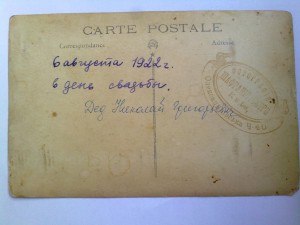 CARTE POSTALE
Correspondance Adresse
6 августа 1922 г.
в день свадьбы.
Дед Николай Григорьевич